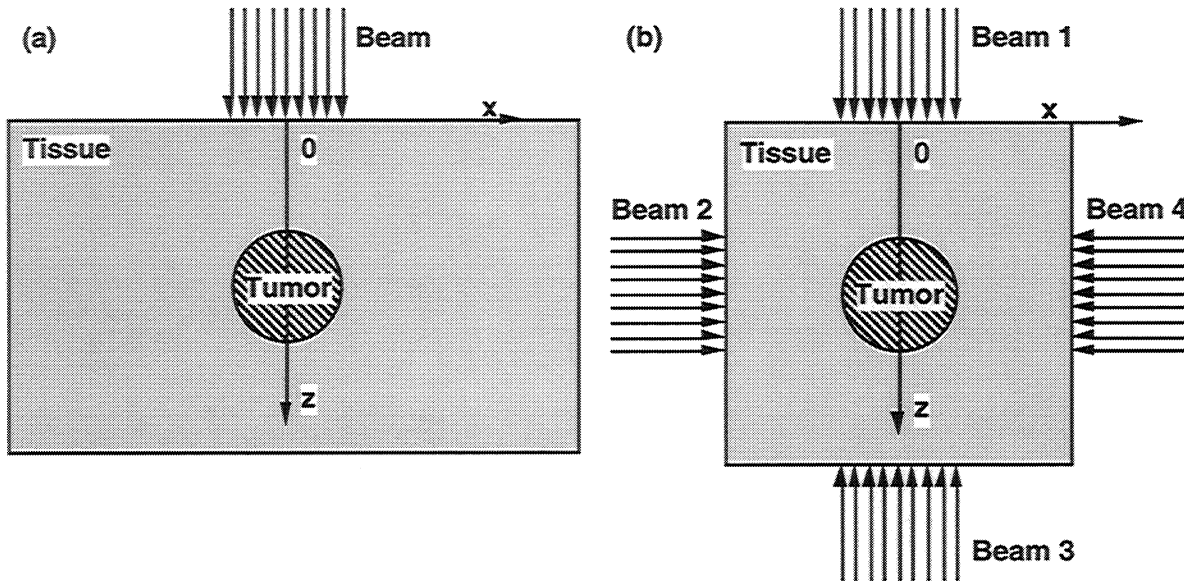 (a)
Beam
x
Tissue
0
Tumor
z
(b)
Beam 1
x
Tissue
0
Beam 2
Beam 4
Tumor
z
Beam 3